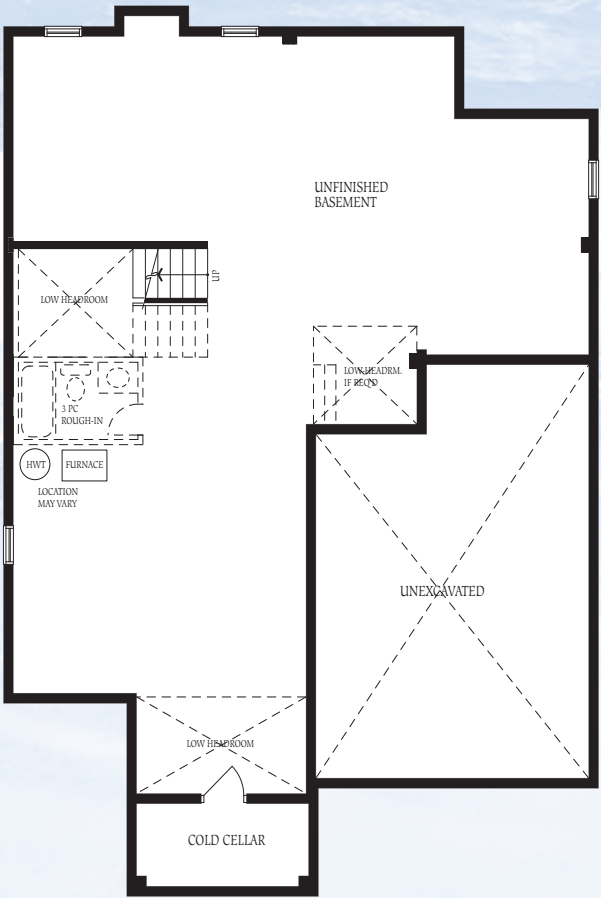 UNFINISHED
BASEMENT
UP
LOW HEADROOM
LOW HEADRM.
IF REQ'D
3 PC
ROUGH-IN
HWT
FURNACE
LOCATION
MAY VARY
UNEXCAVATED
LOW HEADROOM
COLD CELLAR